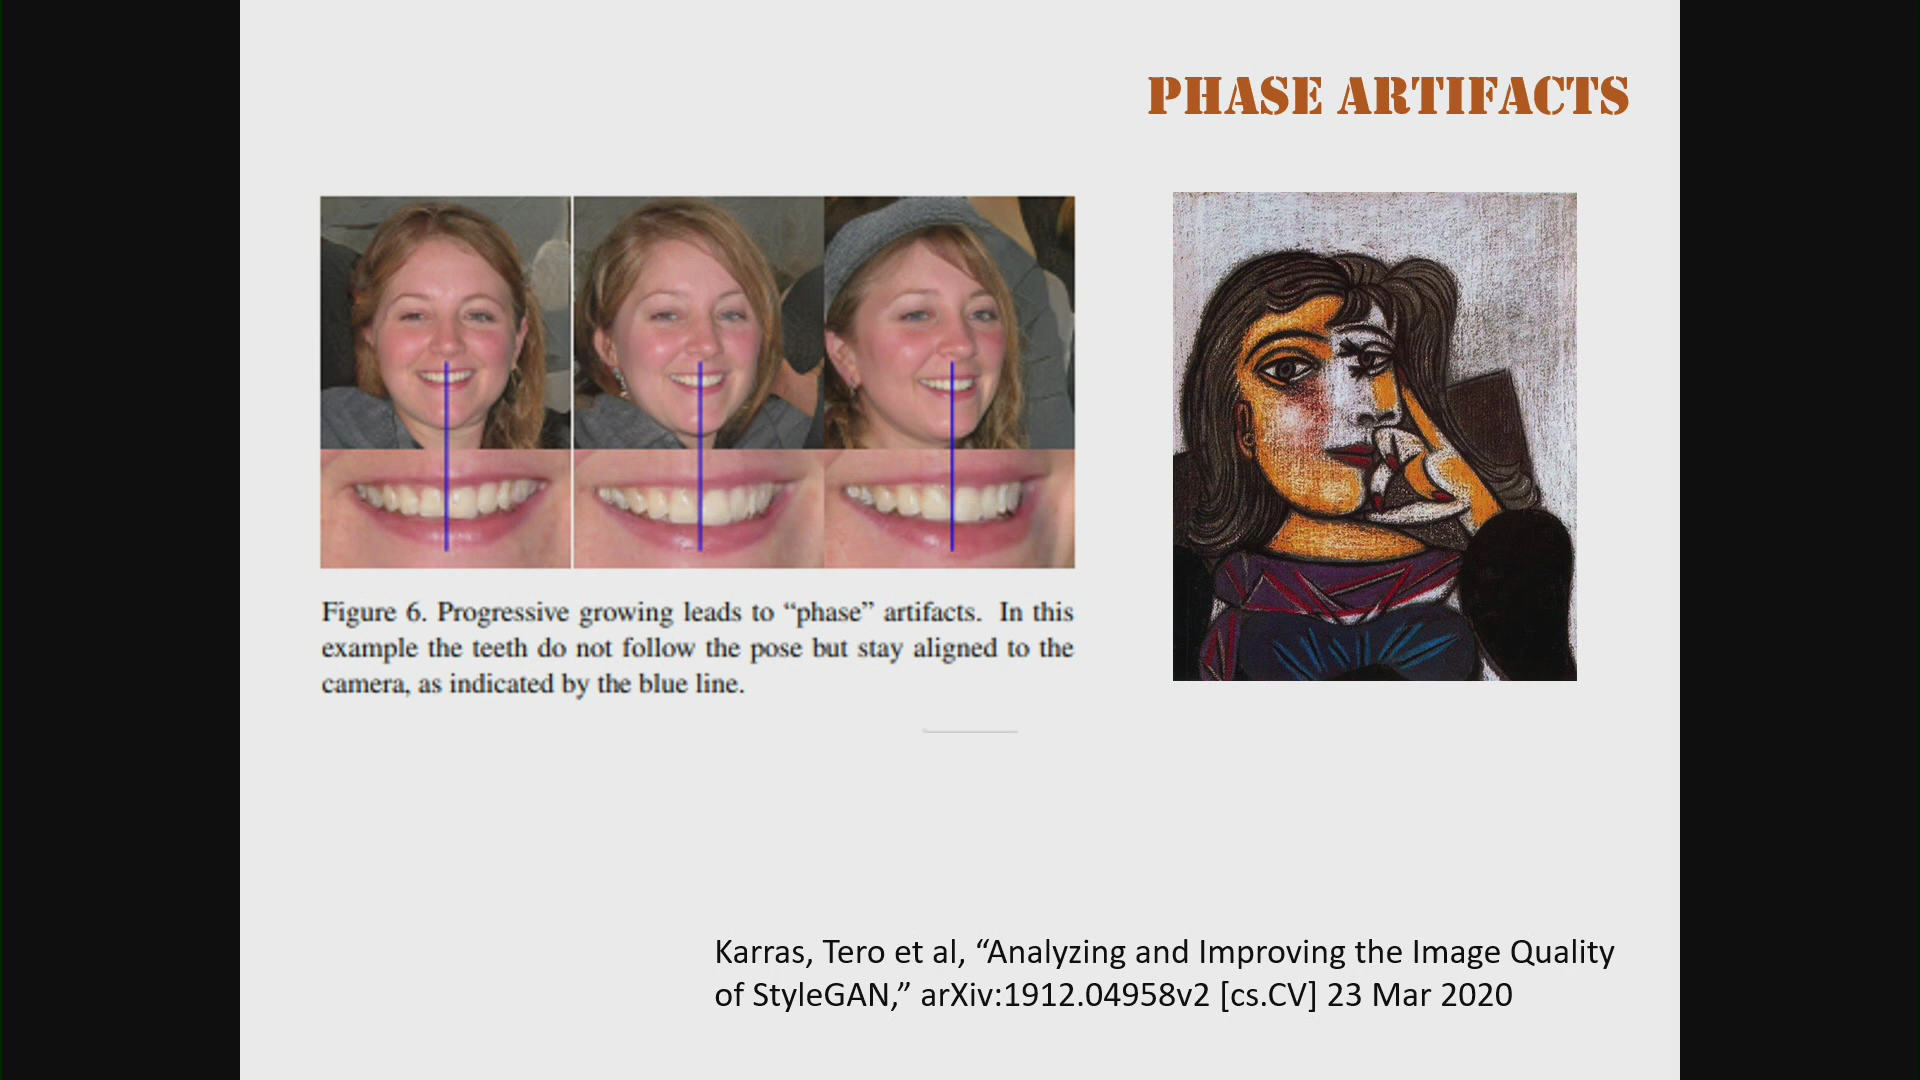 PHASE ARTIFACTS
Figure 6. Progressive growing leads to “phase” artifacts. In this
example the teeth do not follow the pose but stay aligned to the
camera, as indicated by the blue line.
Karras, Tero et al, “Analyzing and Improving the Image Quality
of StyleGAN,” arXiv:1912.04958v2 [cs.CV] 23 Mar 2020